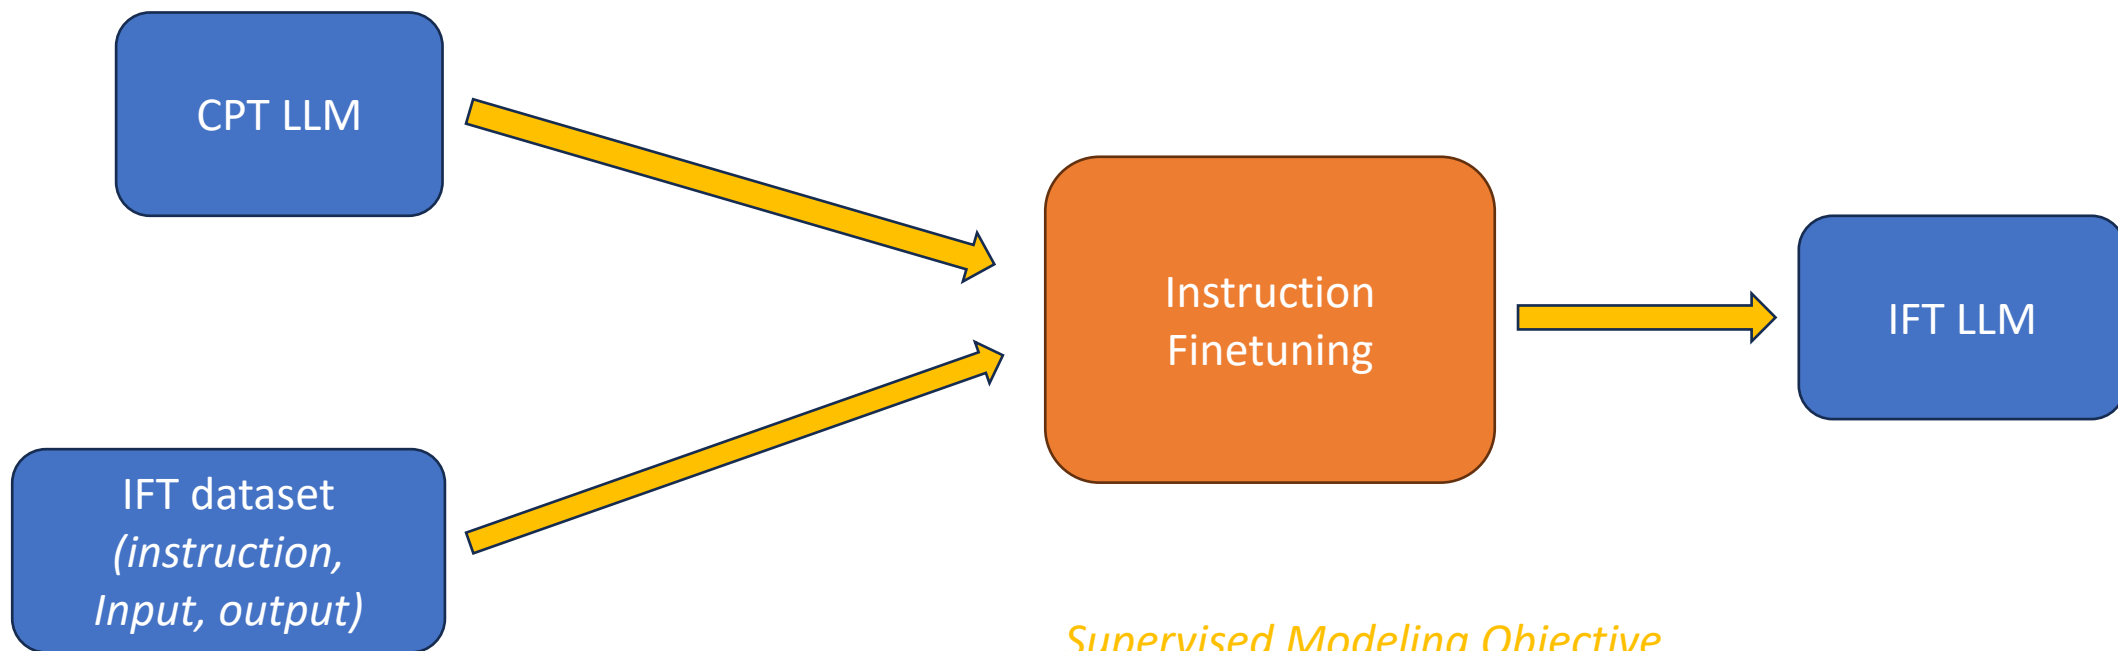 CPT LLM
Instruction
Finetuning
IFT LLM
IFT dataset
(instruction,
Input, output)
Supervised Modeling Objective